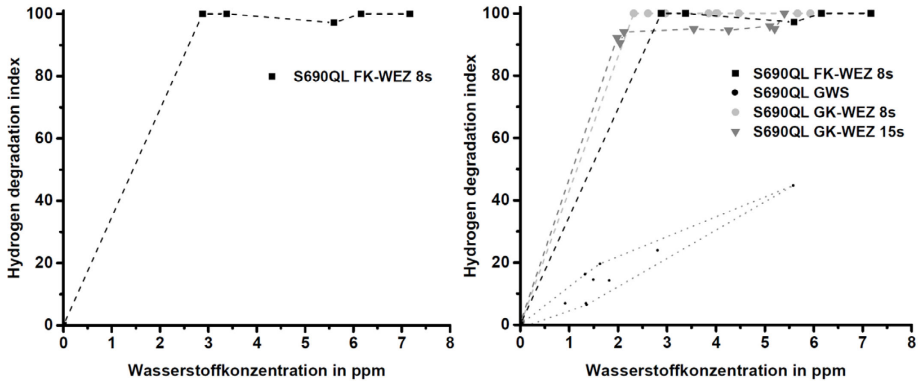 Hydrogen degradation index
100
80
60
40
20
0
S690QL FK-WEZ 8s
0 1 2 3 4 5 6 7 8
Wasserstoffkonzentration in ppm
Hydrogen degradation index
100
80
60
40
20
0
S690QL FK-WEZ 8s
S690QL GWS
S690QL GK-WEZ 8s
S690QL GK-WEZ 15s
0 1 2 3 4 5 6 7 8
Wasserstoffkonzentration in ppm